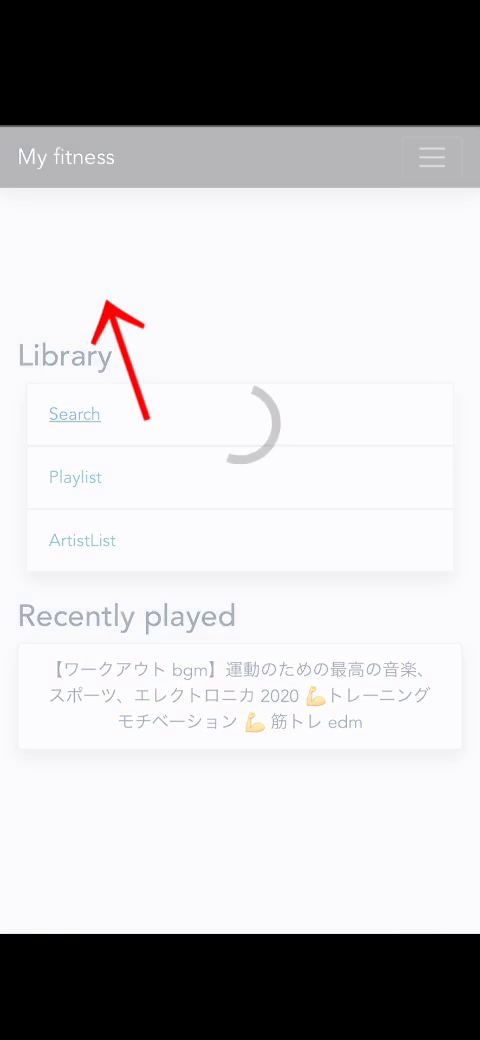 My fitness
Library
Search
Playlist
ArtistList
Recently played
【ワークアウト bgm】運動のための最高の音楽、
スポーツ、エレクトロニカ 2020 💪トレーニング
モチベーション 💪 筋トレ edm